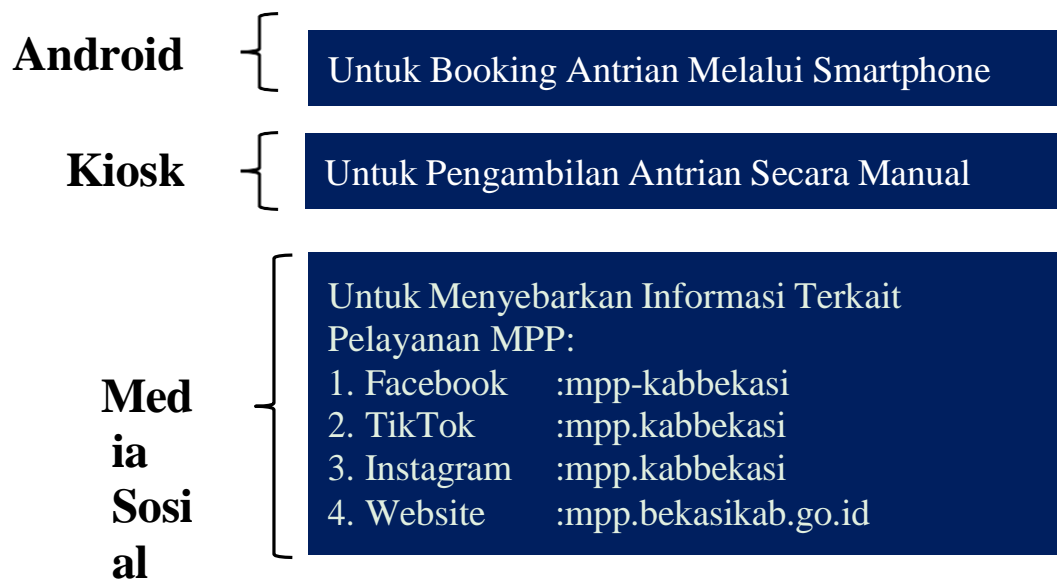 Android
Untuk Booking Antrian Melalui Smartphone
Kiosk
Untuk Pengambilan Antrian Secara Manual
Med
ia
Sosi
al
Untuk Menyebarkan Informasi Terkait
Pelayanan MPP:
1. Facebook :mpp-kabbekasi
2. TikTok :mpp.kabbekasi
3. Instagram :mpp.kabbekasi
4. Website :mpp.bekasikab.go.id